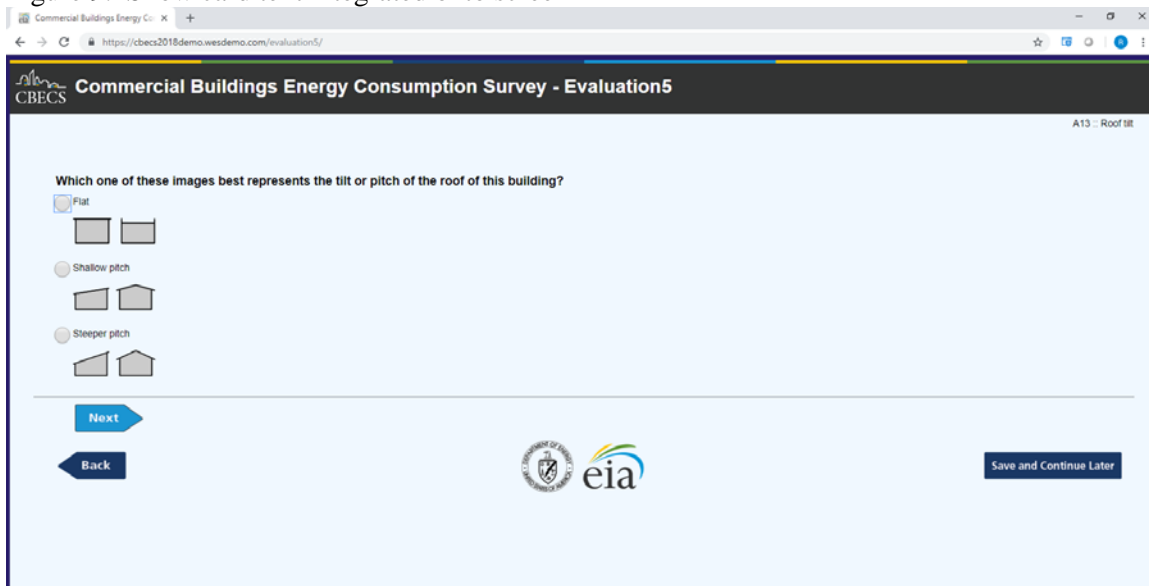 Commercial Buildings Energy Co
https://cbecs2018demo.wesdemo.com/evaluation5/
CBECS Commercial Buildings Energy Consumption Survey - Evaluation5
A13 :: Roof tilt
Which one of these images best represents the tilt or pitch of the roof of this building?
Flat
Shallow pitch
Steeper pitch
Next
Back
eia
Save and Continue Later